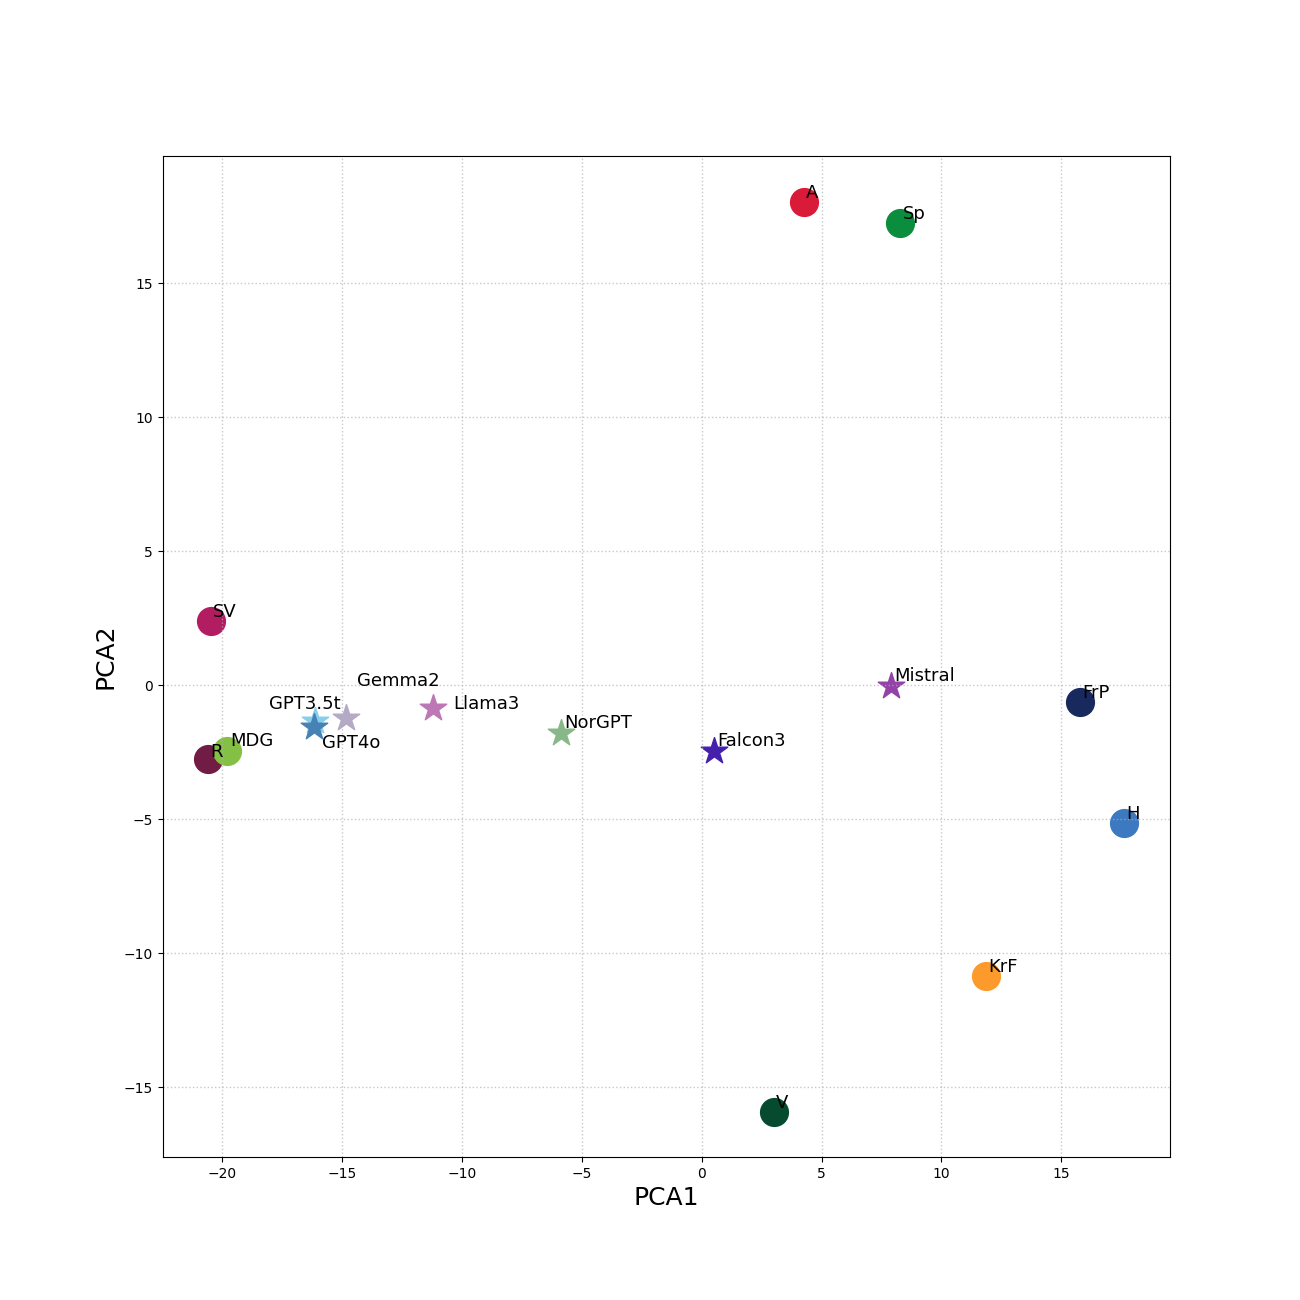 A
Sp
15
10
5
SV
PCA2
0
Gemma2
Mistral
FrP
GPT3.5t
Llama3
NorGPT
GPT4o
Falcon3
MDG
R
−5
H
−10
KrF
−15
V
−20 −15 −10 −5 0 5 10 15
PCA1